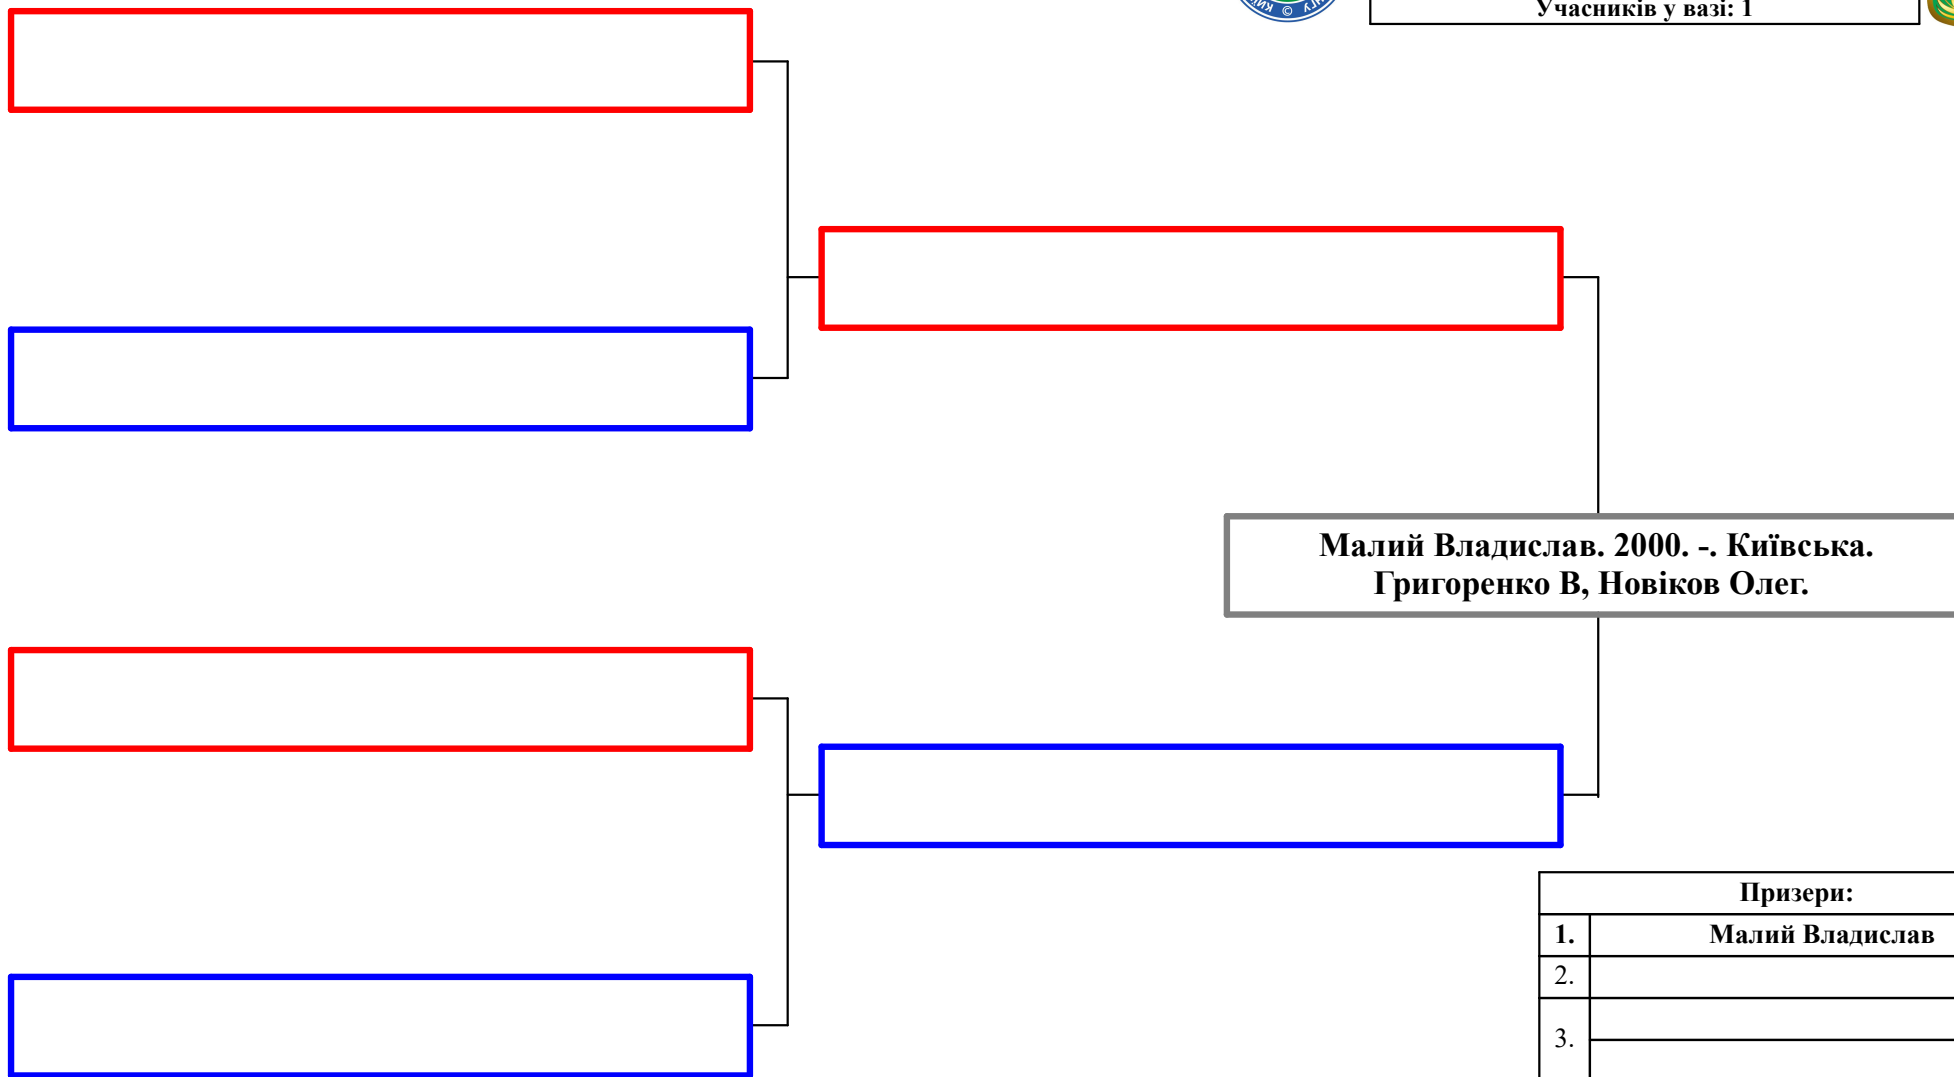 Учасників у вазі: 1
Малий Владислав. 2000. -. Київська.
Григоренко В, Новіков Олег.
Призери:
1. Малий Владислав
2.
3.